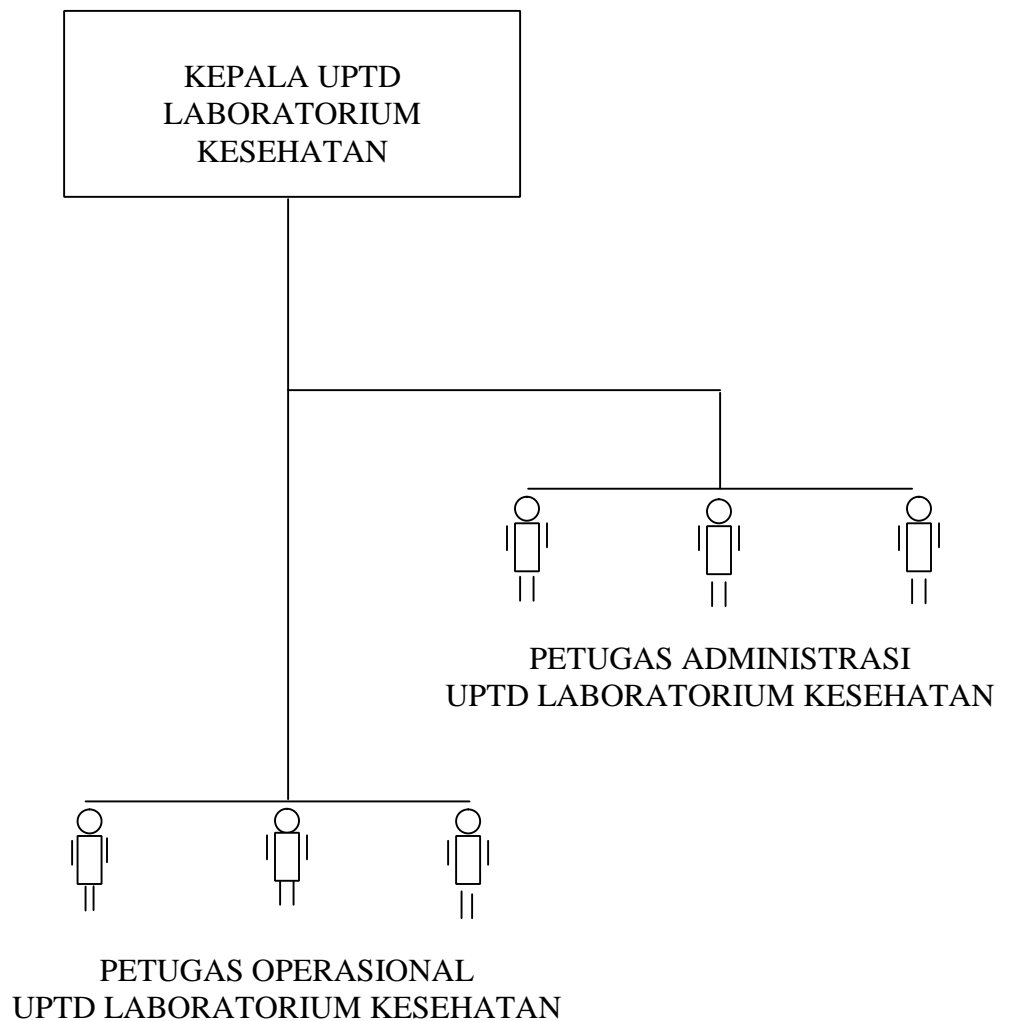 KEPALA UPTD
LABORATORIUM
KESEHATAN
PETUGAS ADMINISTRASI
UPTD LABORATORIUM KESEHATAN
PETUGAS OPERASIONAL
UPTD LABORATORIUM KESEHATAN